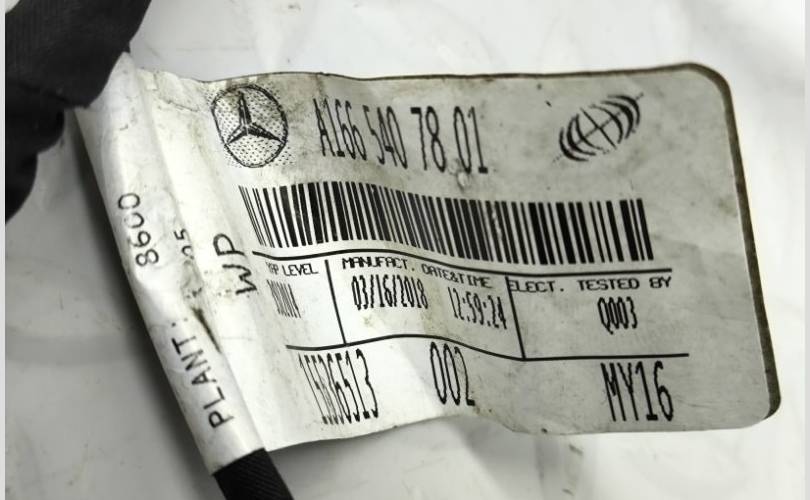 A166 540 78 01
LEVEL MANUFACT. DATE&TIME ELECT. TESTED BY
03/16/2018 12:59:24 Q003
002 MY16
PLANT: 8600
WP